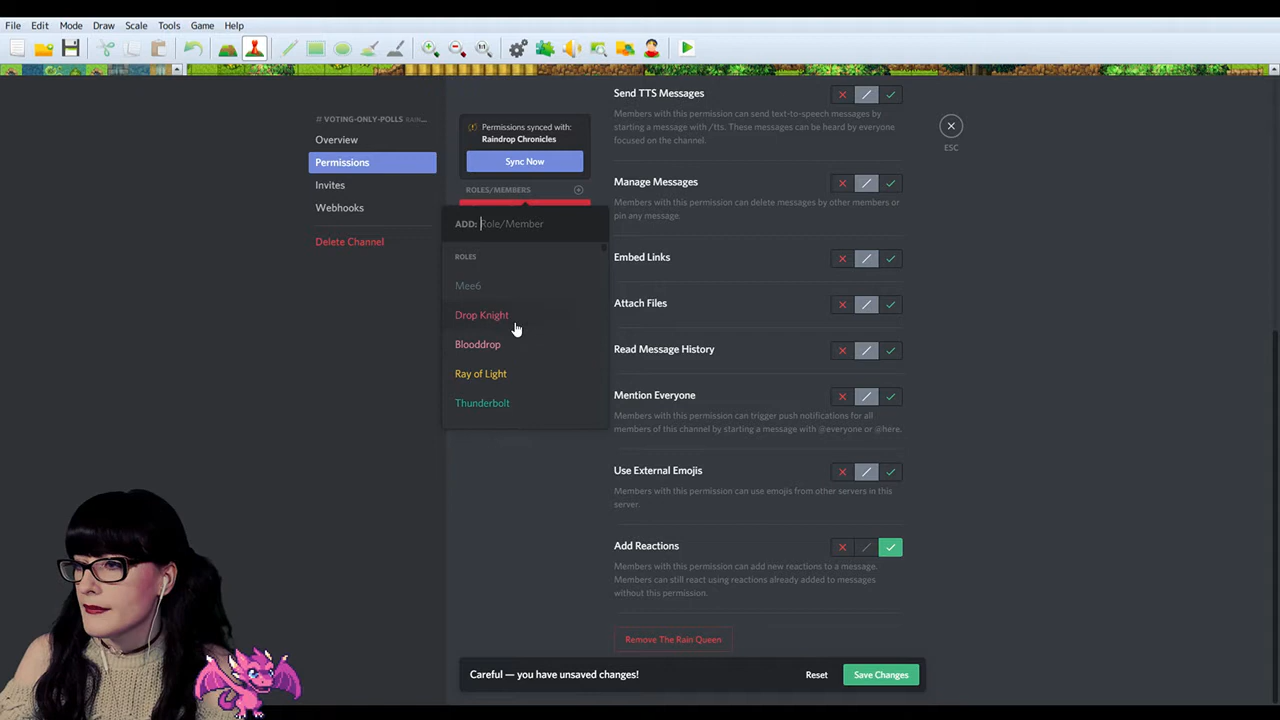 File Edit Mode Draw Scale Tools Game Help
# VOTING-ONLY-POLLS RAIN...
Overview
Permissions
Invites
Webhooks
Delete Channel
Permissions synced with:
Raindrop Chronicles
Sync Now
ROLES/MEMBERS
ADD: Role/Member
ROLES
Mee6
Drop Knight
Blooddrop
Ray of Light
Thunderbolt
Send TTS Messages
Members with this permission can send text-to-speech messages by
starting a message with /tts. These messages can be heard by everyone
focused on the channel.
Manage Messages
Members with this permission can delete messages by other members or
pin any message.
Embed Links
Attach Files
Read Message History
Mention Everyone
Members with this permission can trigger push notifications for all
members of this channel by starting a message with @everyone or @here.
Use External Emojis
Members with this permission can use emojis from other servers in this
server.
Add Reactions
Members with this permission can add new reactions to a message.
Members can still react using reactions already added to messages
without this permission.
Remove The Rain Queen
Careful — you have unsaved changes!
Reset
Save Changes
ESC